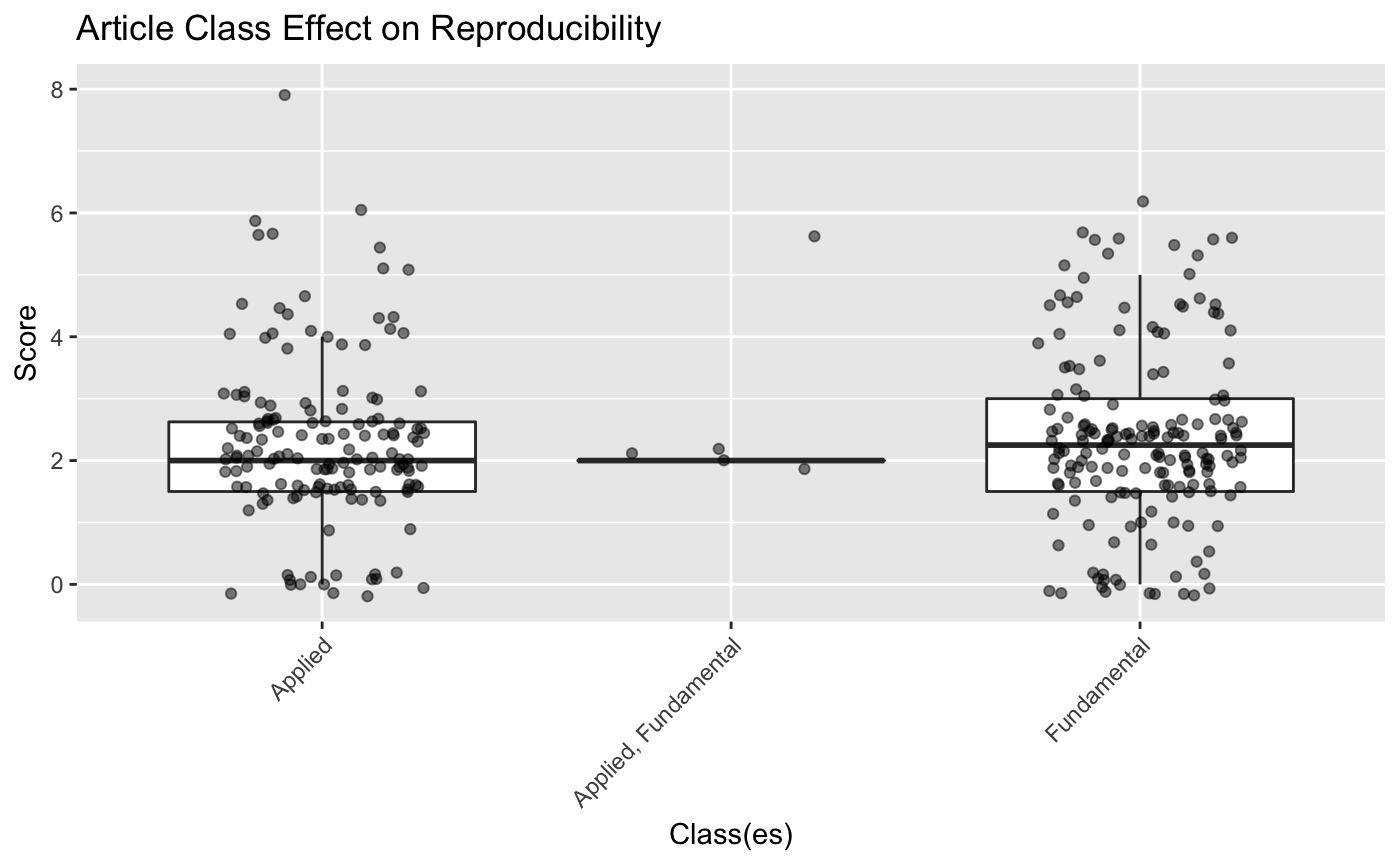 Article Class Effect on Reproducibility
8
6
4
2
0
Score
Applied
Applied, Fundamental
Fundamental
Class(es)